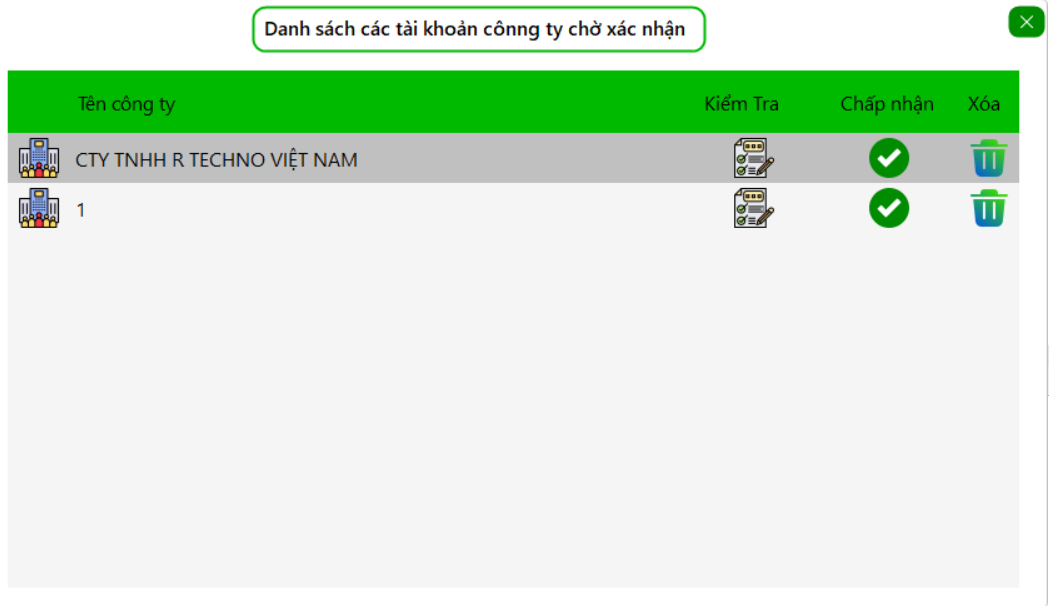 Danh sách các tài khoản cônng ty chờ xác nhận
Tên công ty Kiểm Tra Chấp nhận Xóa
CTY TNHH R TECHNO VIỆT NAM
1